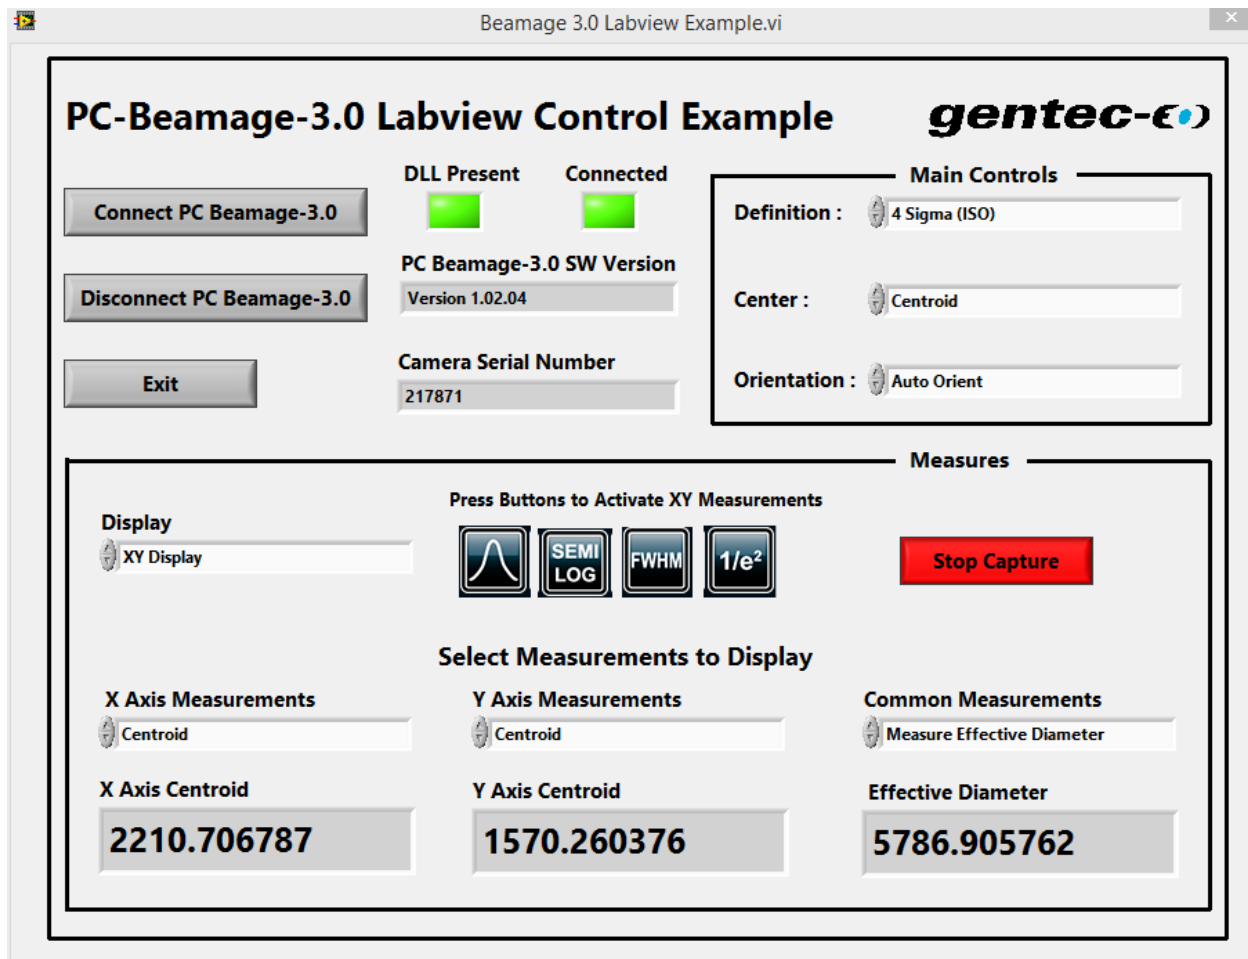 Beamage 3.0 Labview Example.vi
PC-Beamage-3.0 Labview Control Example
gentec-eo
DLL Present
Connected
Connect PC Beamage-3.0
PC Beamage-3.0 SW Version
Version 1.02.04
Disconnect PC Beamage-3.0
Camera Serial Number
217871
Exit
Main Controls
Definition :
4 Sigma (ISO)
Center :
Centroid
Orientation :
Auto Orient
Measures
Display
XY Display
Press Buttons to Activate XY Measurements
SEMI
LOG
FWHM
1/e²
Stop Capture
Select Measurements to Display
X Axis Measurements
Centroid
Y Axis Measurements
Centroid
Common Measurements
Measure Effective Diameter
X Axis Centroid
2210.706787
Y Axis Centroid
1570.260376
Effective Diameter
5786.905762